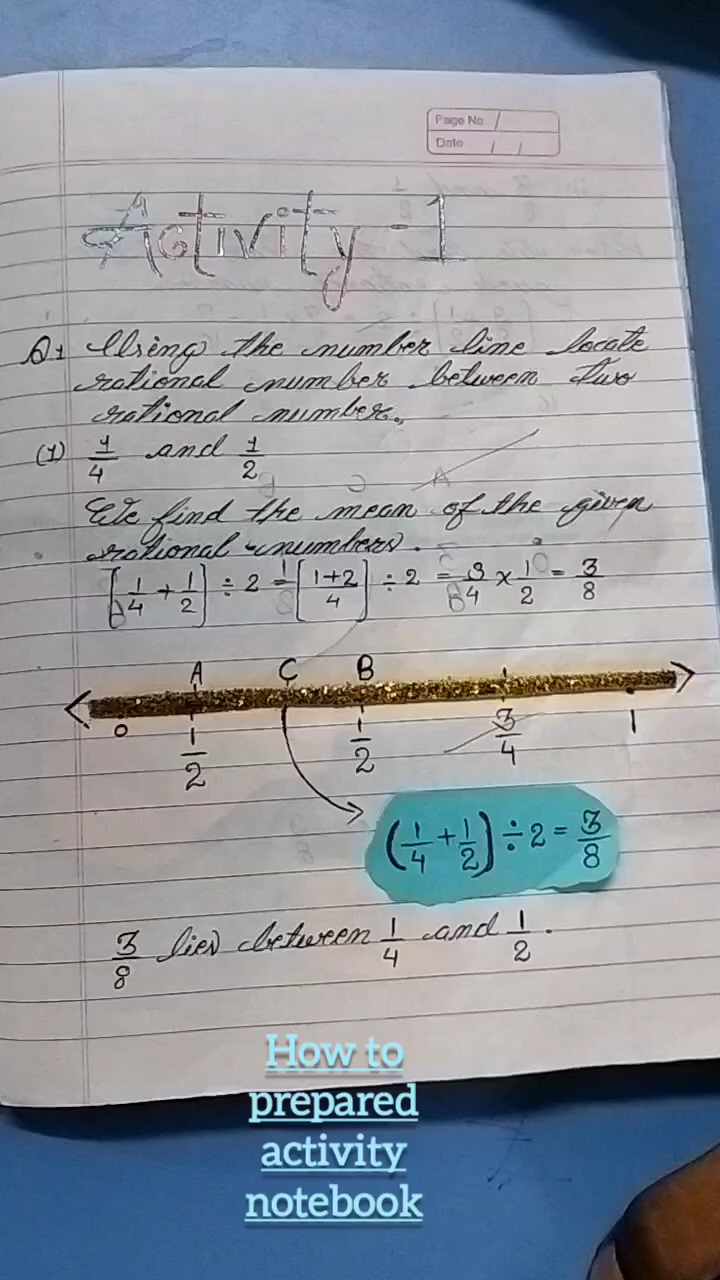 Page No
Date
Activity - 1
Q1 Using the number line locate
rational number between two
rational number.
(1) 1/4 and 1/2
We find the mean of the given
rational numbers.
[1/4 + 1/2] ÷ 2 = [1+2/4] ÷ 2 = 3/4 × 1/2 = 3/8
A C B
0 1/2 1/2 3/4 1
(1/4 + 1/2) ÷ 2 = 3/8
3/8 lies between 1/4 and 1/2.
How to
prepared
activity
notebook